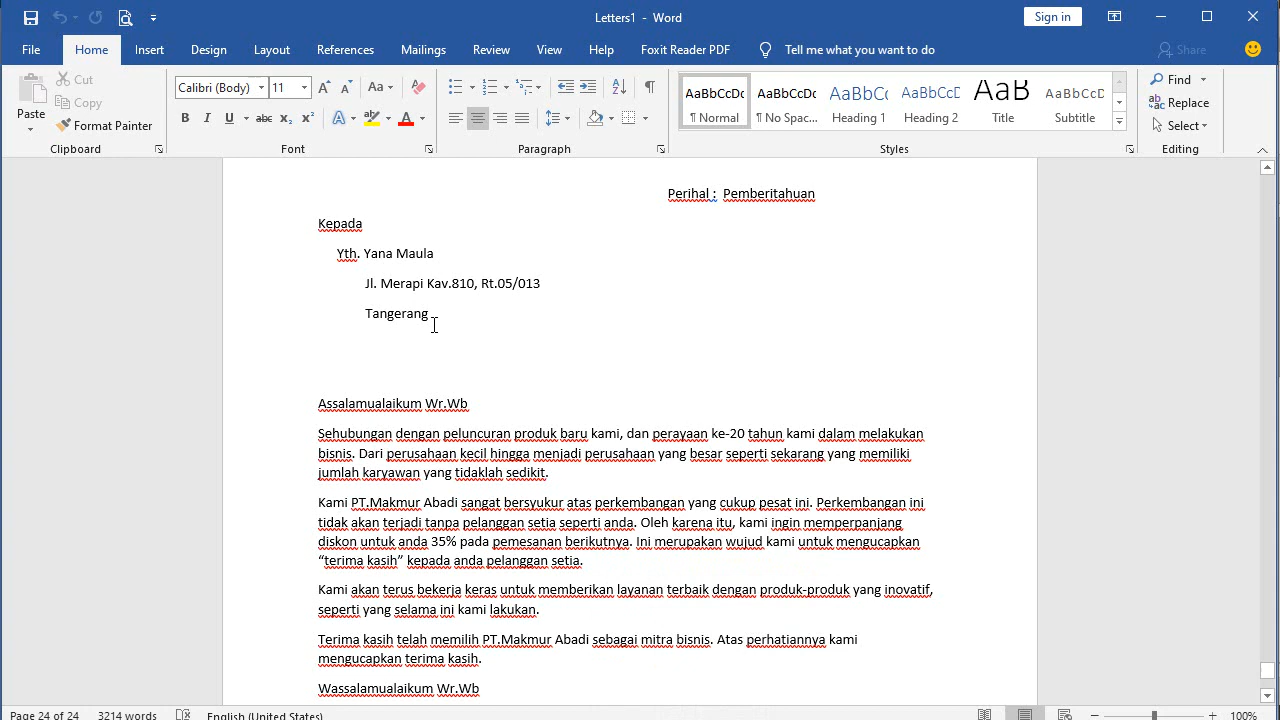 Letters1 - Word
Sign in
File Home Insert Design Layout References Mailings Review View Help Foxit Reader PDF Tell me what you want to do Share
Paste
Cut
Copy
Format Painter
Clipboard
Calibri (Body) 11
Font
Paragraph
AaBbCcDc AaBbCcDc AaBbCc AaBbCcD AaB AaBbCcD
¶ Normal ¶ No Spac... Heading 1 Heading 2 Title Subtitle
Styles
Find
Replace
Select
Editing
Perihal : Pemberitahuan
Kepada
Yth. Yana Maula
Jl. Merapi Kav.810, Rt.05/013
Tangerang
Assalamualaikum Wr.Wb
Sehubungan dengan peluncuran produk baru kami, dan perayaan ke-20 tahun kami dalam melakukan
bisnis. Dari perusahaan kecil hingga menjadi perusahaan yang besar seperti sekarang yang memiliki
jumlah karyawan yang tidaklah sedikit.
Kami PT.Makmur Abadi sangat bersyukur atas perkembangan yang cukup pesat ini. Perkembangan ini
tidak akan terjadi tanpa pelanggan setia seperti anda. Oleh karena itu, kami ingin memperpanjang
diskon untuk anda 35% pada pemesanan berikutnya. Ini merupakan wujud kami untuk mengucapkan
“terima kasih” kepada anda pelanggan setia.
Kami akan terus bekerja keras untuk memberikan layanan terbaik dengan produk-produk yang inovatif,
seperti yang selama ini kami lakukan.
Terima kasih telah memilih PT.Makmur Abadi sebagai mitra bisnis. Atas perhatiannya kami
mengucapkan terima kasih.
Wassalamualaikum Wr.Wb
Page 24 of 24 3214 words English (United States) 100%